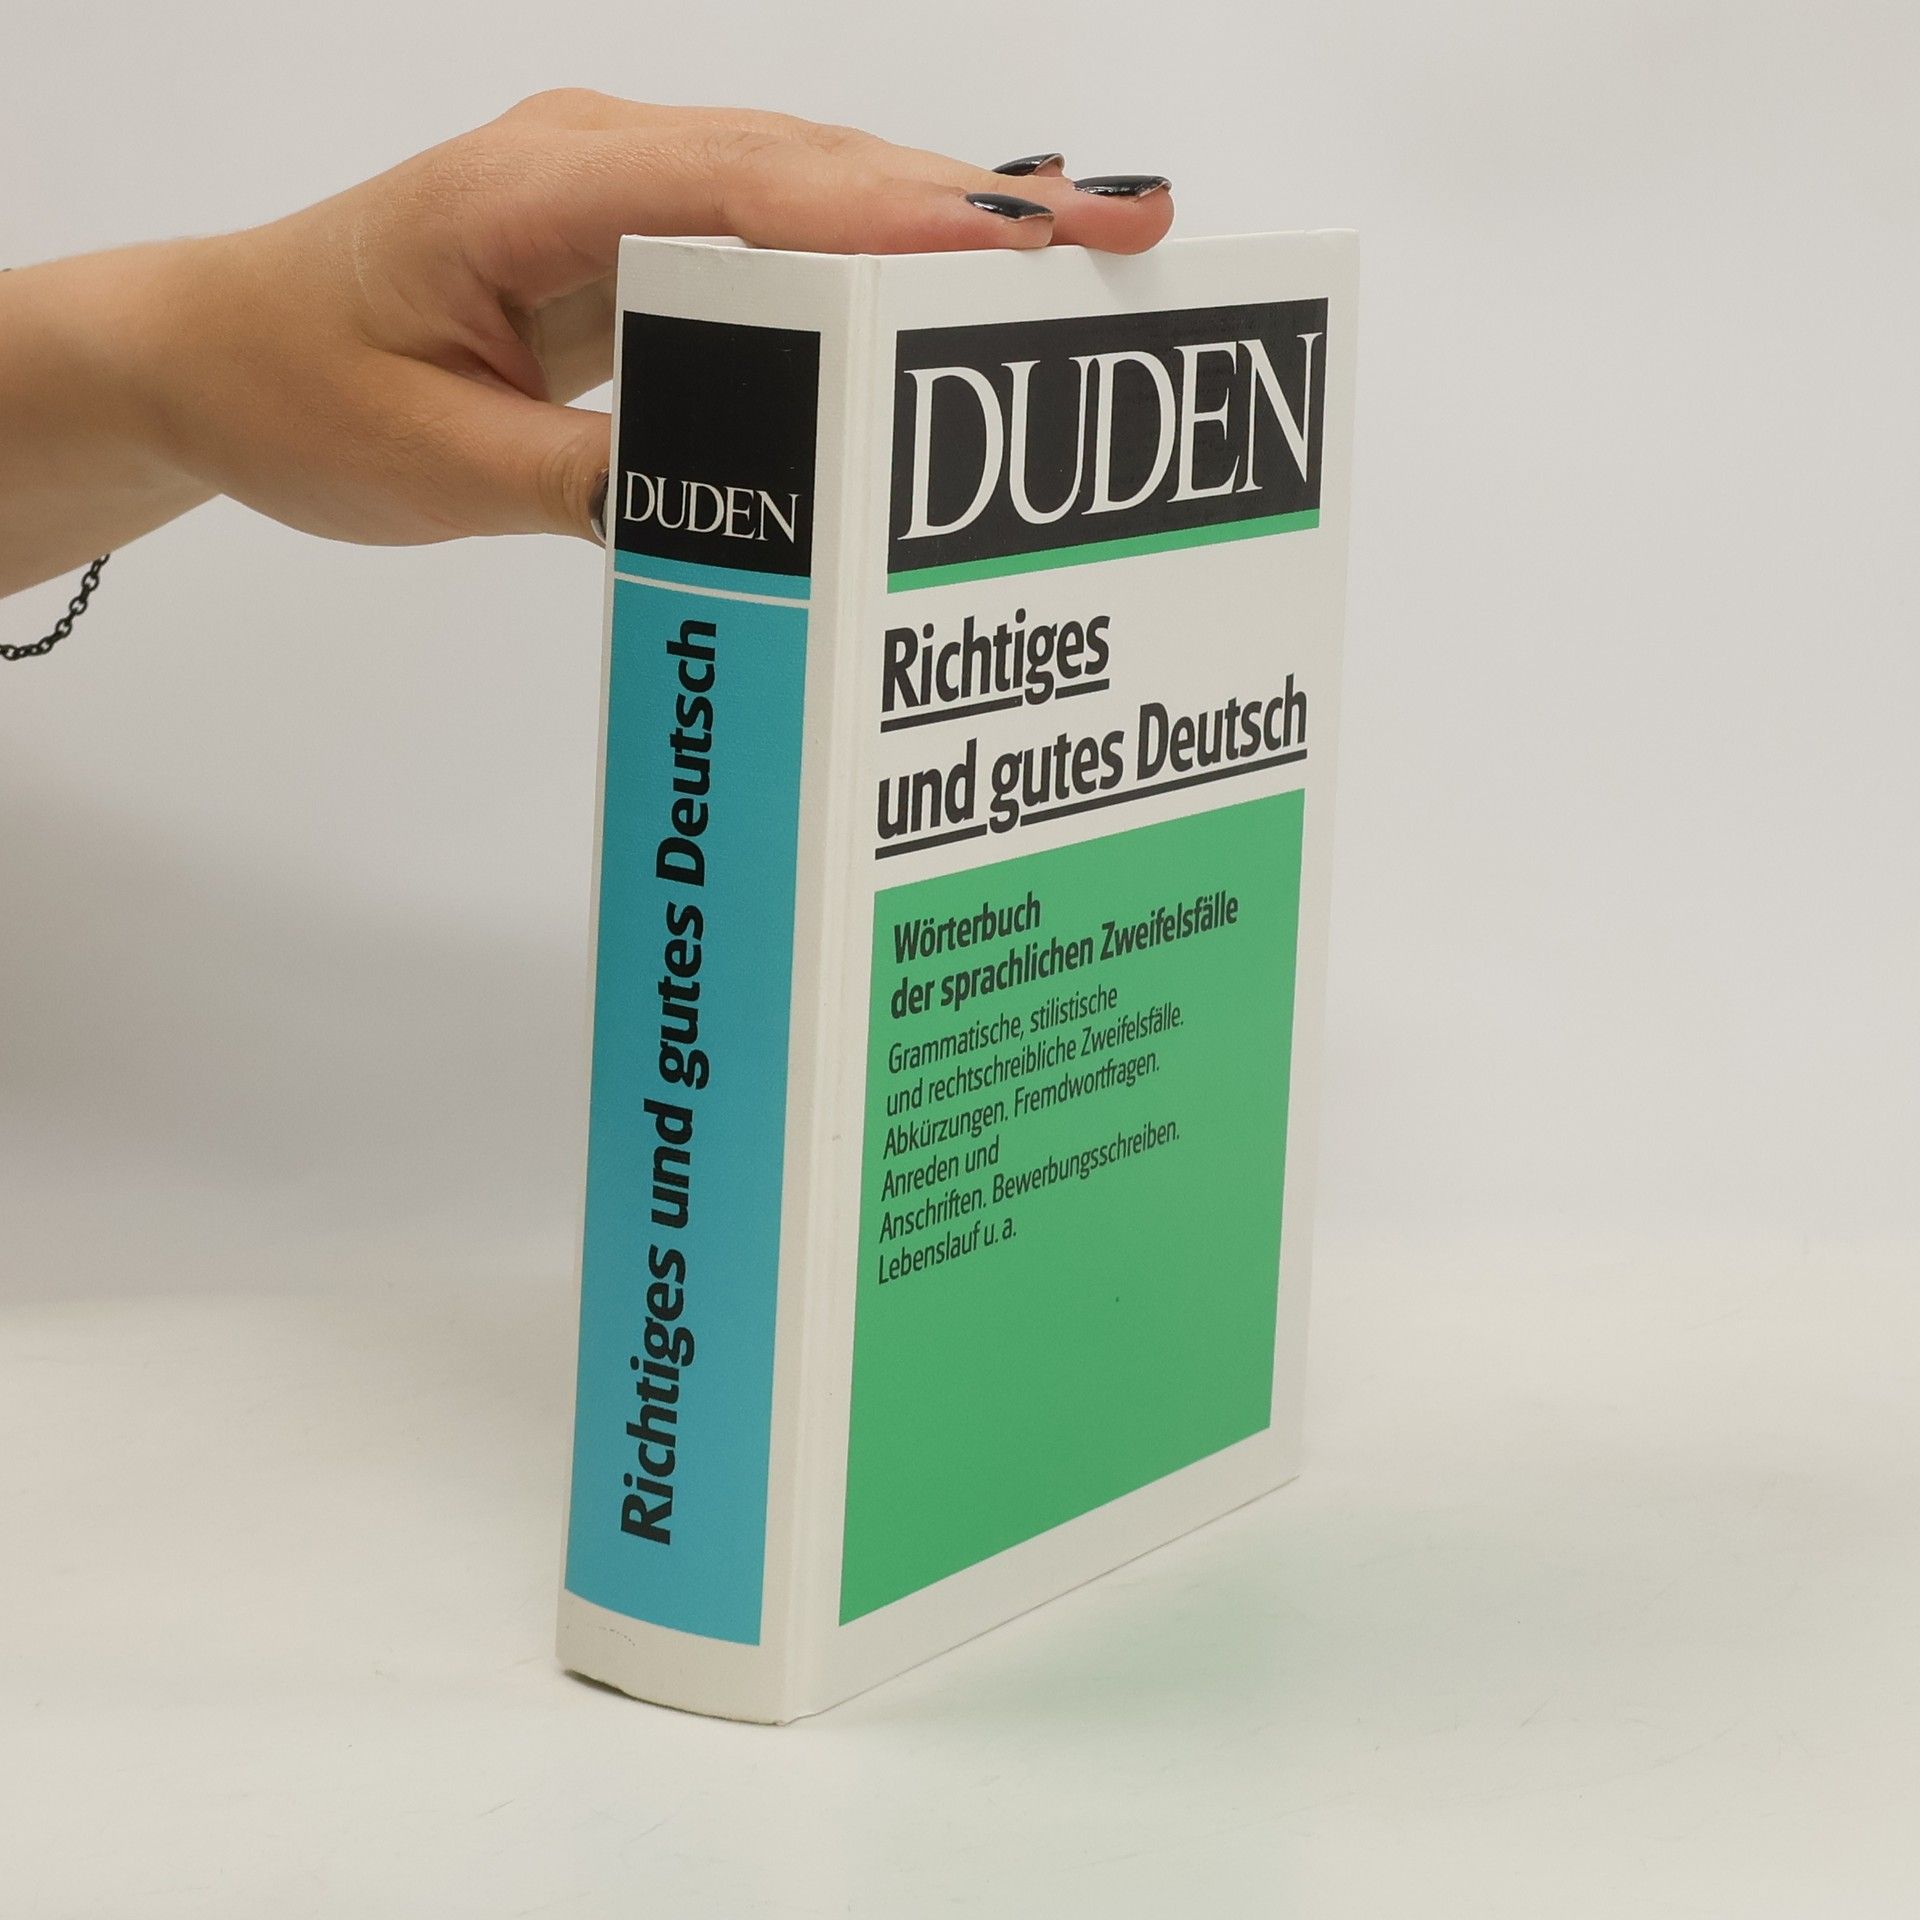 DUDEN
Richtiges und gutes Deutsch
DUDEN
Richtiges
und gutes Deutsch
Wörterbuch
der sprachlichen Zweifelsfälle
Grammatische, stilistische
und rechtschreibliche Zweifelsfälle.
Abkürzungen. Fremdwortfragen.
Anreden und
Anschriften. Bewerbungsschreiben.
Lebenslauf u. a.